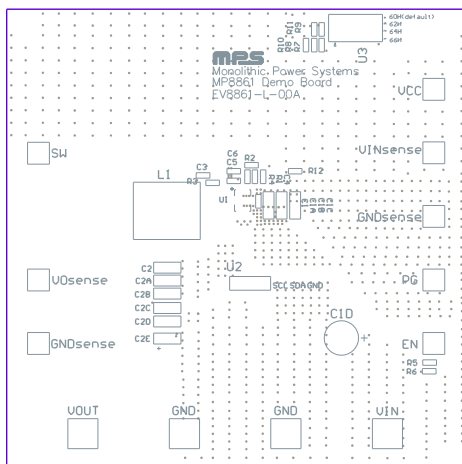 60H(default)
62H
64H
66H
R11
R9
R10
R8
R7
U3
mps
Monolithic Power Systems
MP8861 Demo Board
EV8861-L-00A
VCC
SW
VINsense
L1
C3
R3
C6
C5
R2
R12
U1
GNDsense
VOsense
C2
C2A
C2B
C2C
C2D
C2E
U2
SCL SDA GND
C1D
+
PG
GNDsense
EN
R5
R6
VOUT
GND
GND
VIN